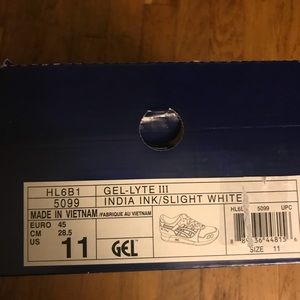 HL6B1 GEL-LYTE III
5099 INDIA INK/SLIGHT WHITE
MADE IN VIETNAM /FABRIQUE AU VIETNAM
EURO 45
CM 28.5
US 11
GEL
5099 UPC
SIZE 11